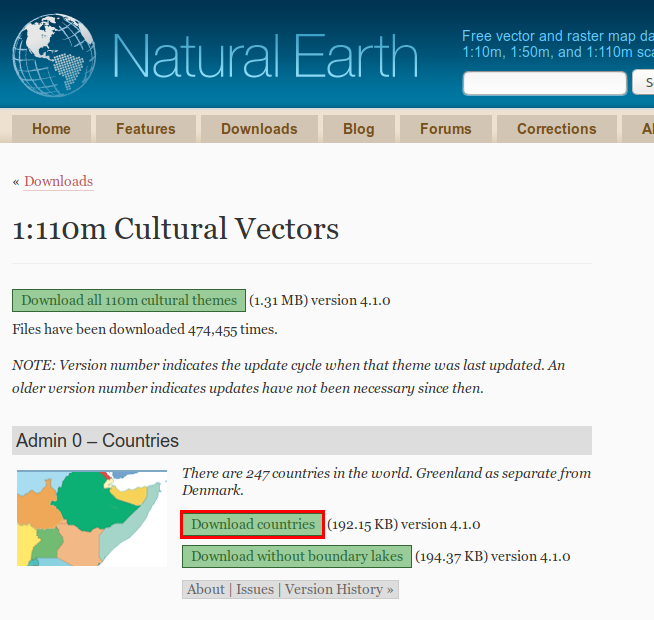 Natural Earth
Free vector and raster map da
1:10m, 1:50m, and 1:110m sca
S
Home Features Downloads Blog Forums Corrections A
« Downloads
1:110m Cultural Vectors
Download all 110m cultural themes (1.31 MB) version 4.1.0
Files have been downloaded 474,455 times.
NOTE: Version number indicates the update cycle when that theme was last updated. An
older version number indicates updates have not been necessary since then.
Admin 0 – Countries
There are 247 countries in the world. Greenland as separate from
Denmark.
Download countries (192.15 KB) version 4.1.0
Download without boundary lakes (194.37 KB) version 4.1.0
About | Issues | Version History »